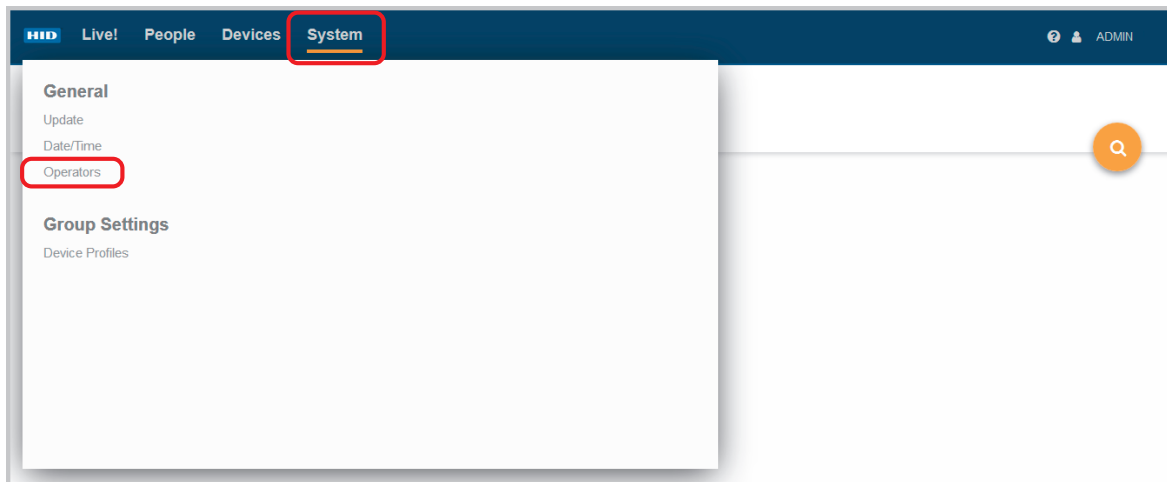 HID Live! People Devices System ADMIN
General
Update
Date/Time
Operators
Group Settings
Device Profiles